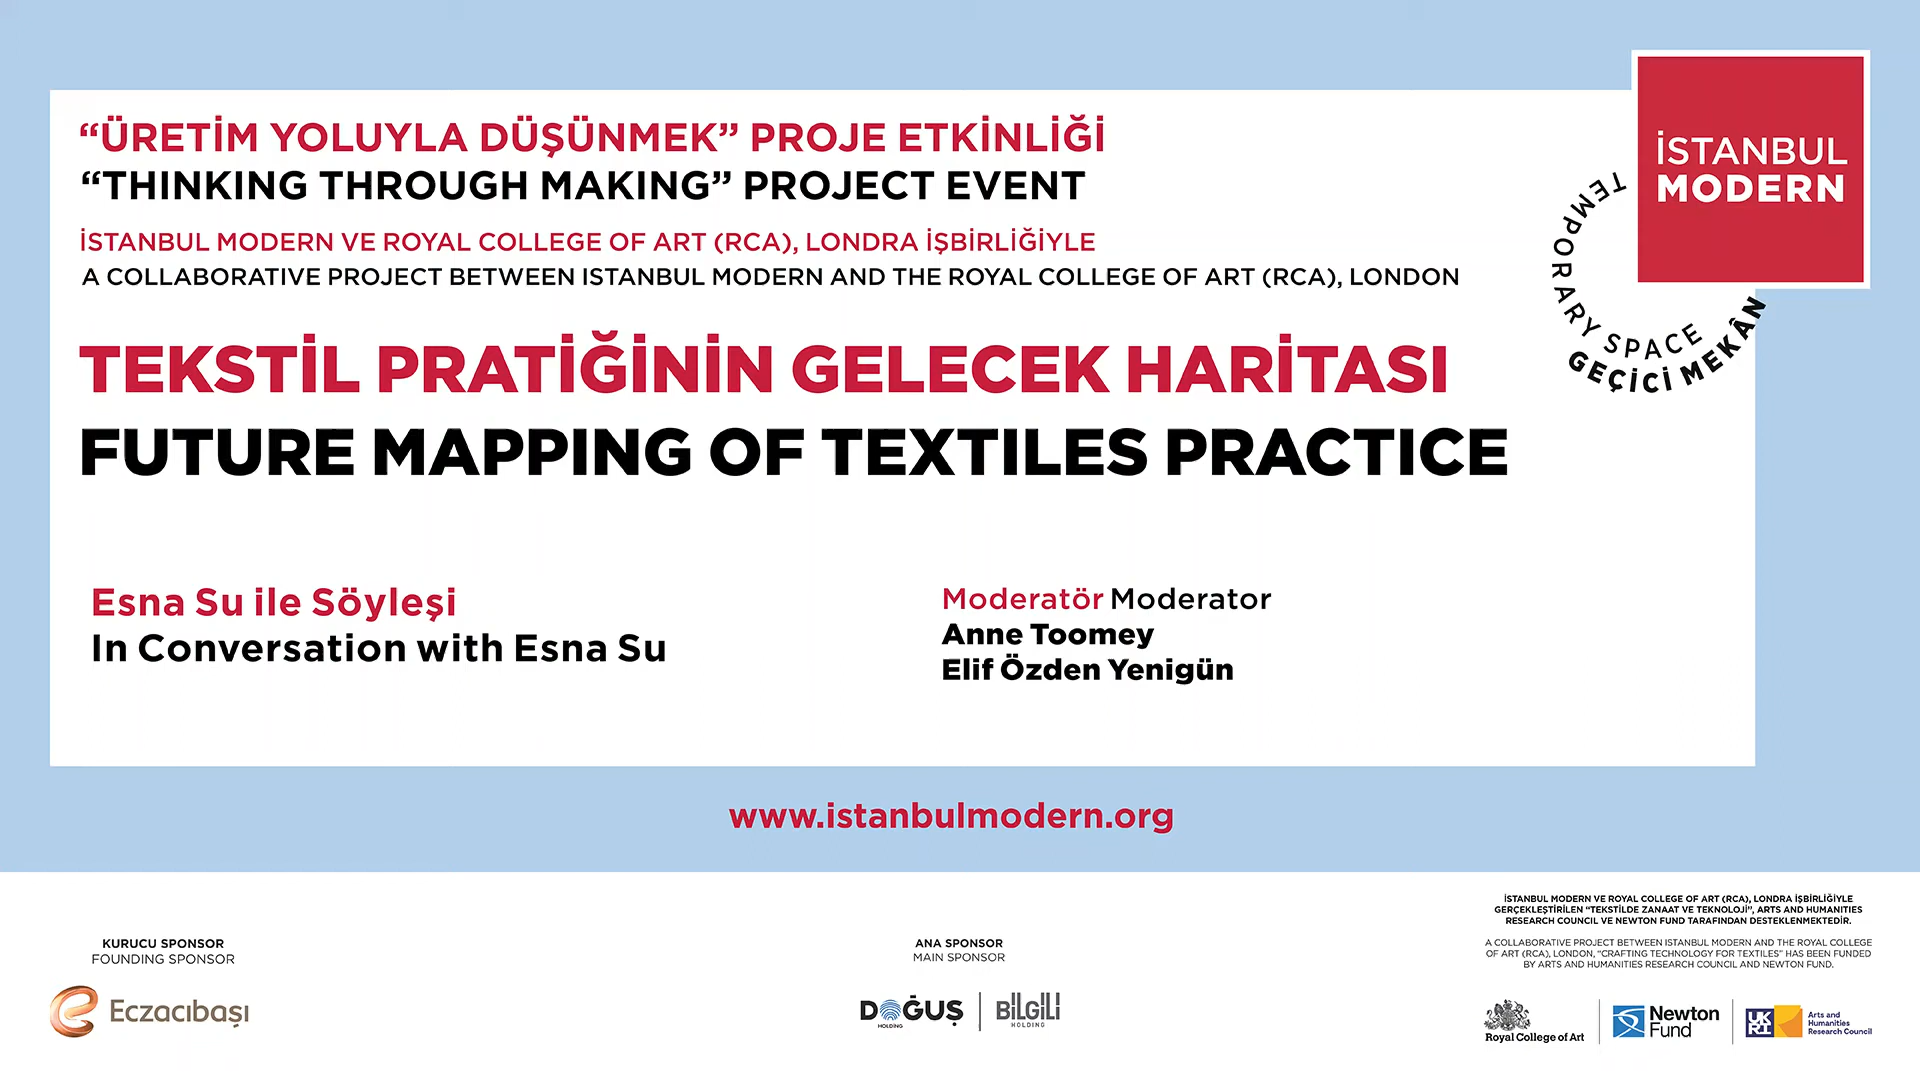 “ÜRETİM YOLUYLA DÜŞÜNMEK” PROJE ETKİNLİĞİ
“THINKING THROUGH MAKING” PROJECT EVENT
İSTANBUL MODERN VE ROYAL COLLEGE OF ART (RCA), LONDRA İŞBİRLİĞİYLE
A COLLABORATIVE PROJECT BETWEEN ISTANBUL MODERN AND THE ROYAL COLLEGE OF ART (RCA), LONDON
İSTANBUL
MODERN
TEMPORARY SPACE
GEÇİCİ MEKÂN
TEKSTİL PRATİĞİNİN GELECEK HARİTASI
FUTURE MAPPING OF TEXTILES PRACTICE
Esna Su ile Söyleşi
In Conversation with Esna Su
Moderatör Moderator
Anne Toomey
Elif Özden Yenigün
www.istanbulmodern.org
KURUCU SPONSOR
FOUNDING SPONSOR
Eczacıbaşı
ANA SPONSOR
MAIN SPONSOR
DOĞUŞ
HOLDING
BİLGİLİ
HOLDING
İSTANBUL MODERN VE ROYAL COLLEGE OF ART (RCA), LONDRA İŞBİRLİĞİYLE
GERÇEKLEŞTİRİLEN “TEKSTİLDE ZANAAT VE TEKNOLOJİ”, ARTS AND HUMANITIES
RESEARCH COUNCIL VE NEWTON FUND TARAFINDAN DESTEKLENMEKTEDİR.
A COLLABORATIVE PROJECT BETWEEN ISTANBUL MODERN AND THE ROYAL COLLEGE
OF ART (RCA), LONDON, “CRAFTING TECHNOLOGY FOR TEXTILES” HAS BEEN FUNDED
BY ARTS AND HUMANITIES RESEARCH COUNCIL AND NEWTON FUND.
Royal College of Art
Newton
Fund
UK
RI
Arts and
Humanities
Research Council